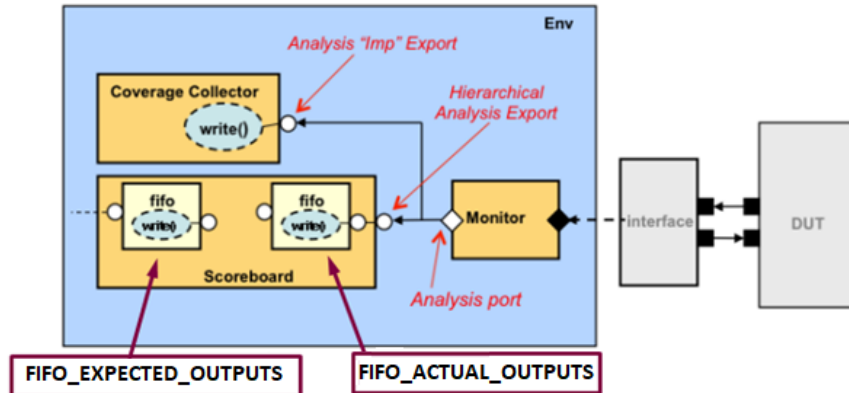 Env
Analysis “Imp” Export
Coverage Collector
write()
Hierarchical
Analysis Export
fifo
write()
fifo
write()
Scoreboard
Monitor
interface
DUT
Analysis port
FIFO_EXPECTED_OUTPUTS
FIFO_ACTUAL_OUTPUTS